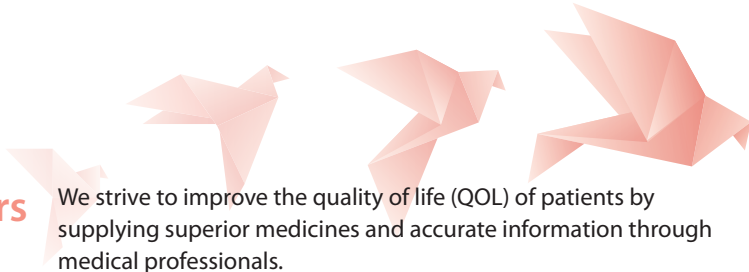 rs
We strive to improve the quality of life (QOL) of patients by
supplying superior medicines and accurate information through
medical professionals.